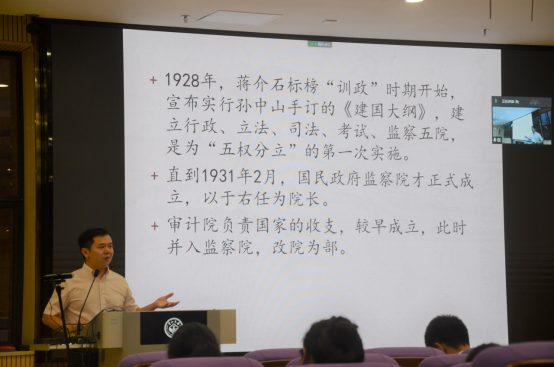 + 1928年，蒋介石标榜“训政”时期开始，
宣布实行孙中山手订的《建国大纲》，建
立行政、立法、司法、考试、监察五院，
是为“五权分立”的第一次实施。
+ 直到1931年2月，国民政府监察院才正式成
立，以于右任为院长。
+ 审计院负责国家的收支，较早成立，此时
并入监察院，改院为部。